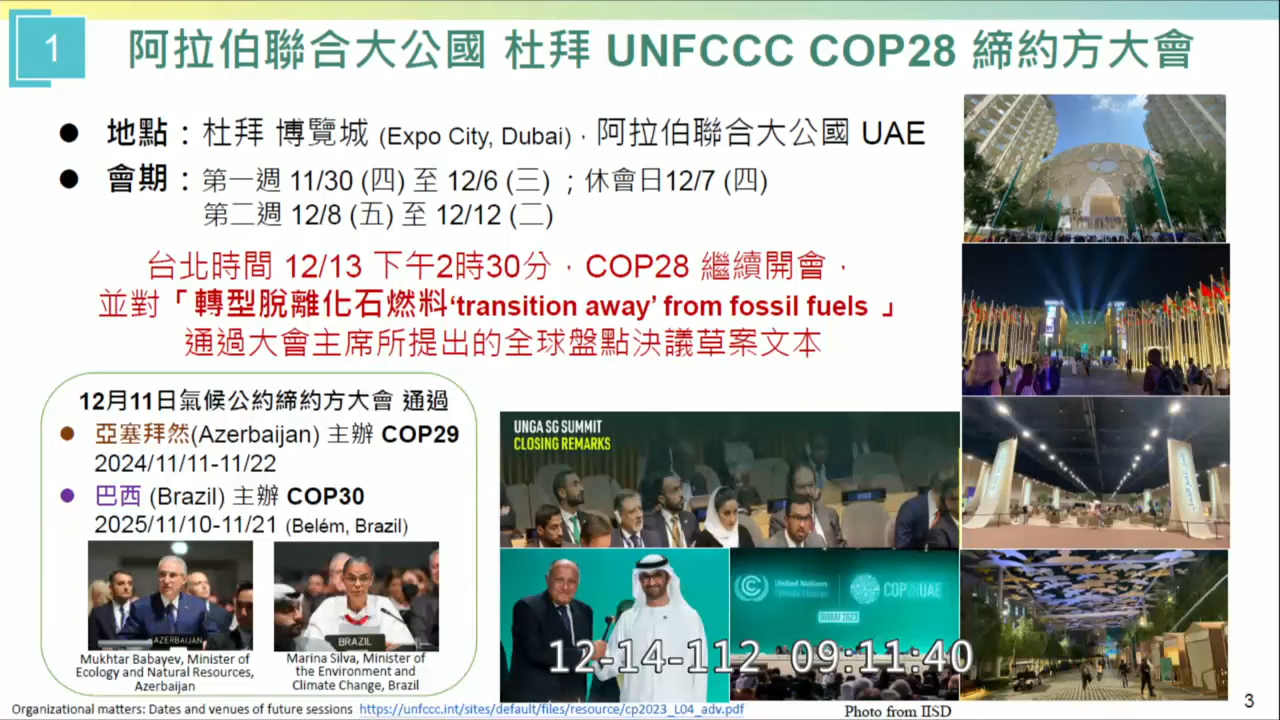 1
阿拉伯聯合大公國 杜拜 UNFCCC COP28 締約方大會
● 地點：杜拜 博覽城 (Expo City, Dubai)，阿拉伯聯合大公國 UAE
● 會期：第一週 11/30 (四) 至 12/6 (三) ；休會日12/7 (四)
第二週 12/8 (五) 至 12/12 (二)
台北時間 12/13 下午2時30分，COP28 繼續開會，
並對「轉型脫離化石燃料‘transition away’ from fossil fuels 」
通過大會主席所提出的全球盤點決議草案文本
12月11日氣候公約締約方大會 通過
● 亞塞拜然(Azerbaijan) 主辦 COP29
2024/11/11-11/22
● 巴西 (Brazil) 主辦 COP30
2025/11/10-11/21 (Belém, Brazil)
AZERBAIJAN
BRAZIL
Mukhtar Babayev, Minister of
Ecology and Natural Resources,
Azerbaijan
Marina Silva, Minister of
the Environment and
Climate Change, Brazil
UNGA SG SUMMIT
CLOSING REMARKS
United Nations
Climate Change
COP28UAE
DUBAI 2023
12-14-112 09:11:40
Organizational matters: Dates and venues of future sessions https://unfccc.int/sites/default/files/resource/cp2023_L04_adv.pdf
Photo from IISD
3